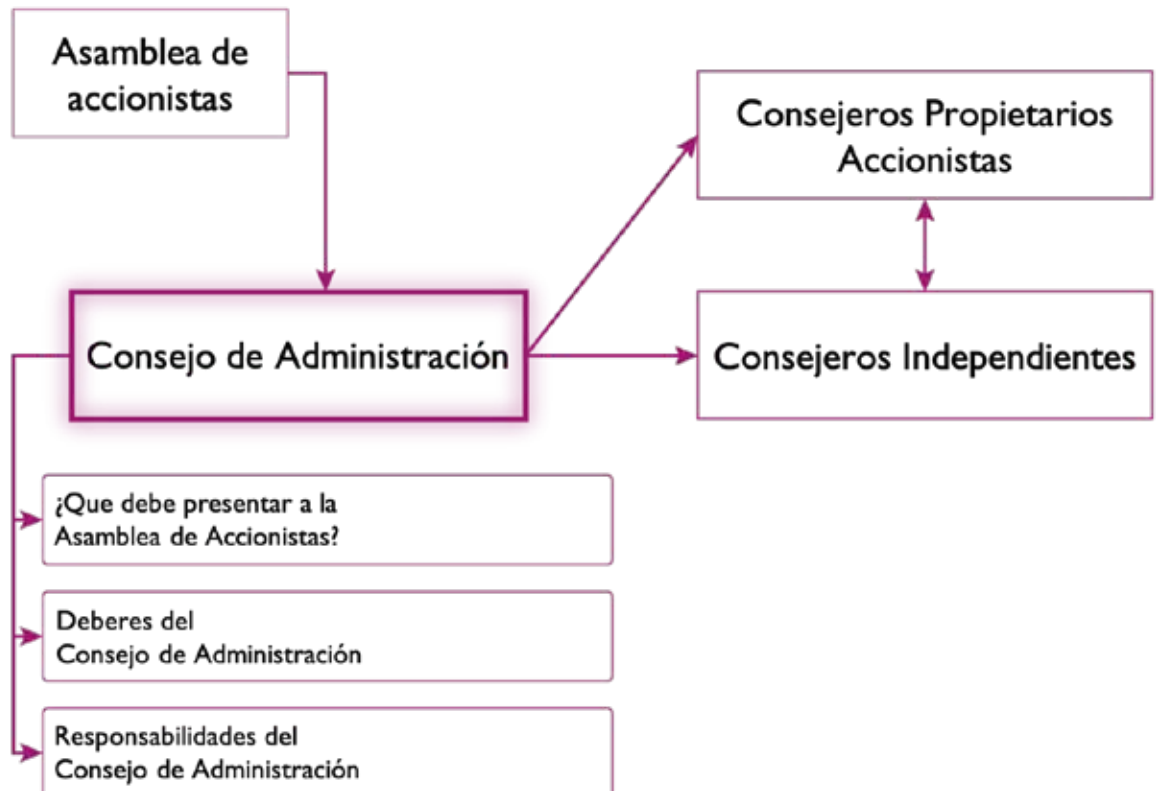 Asamblea de
accionistas
Consejeros Propietarios
Accionistas
Consejo de Administración
Consejeros Independientes
¿Que debe presentar a la
Asamblea de Accionistas?
Deberes del
Consejo de Administración
Responsabilidades del
Consejo de Administración